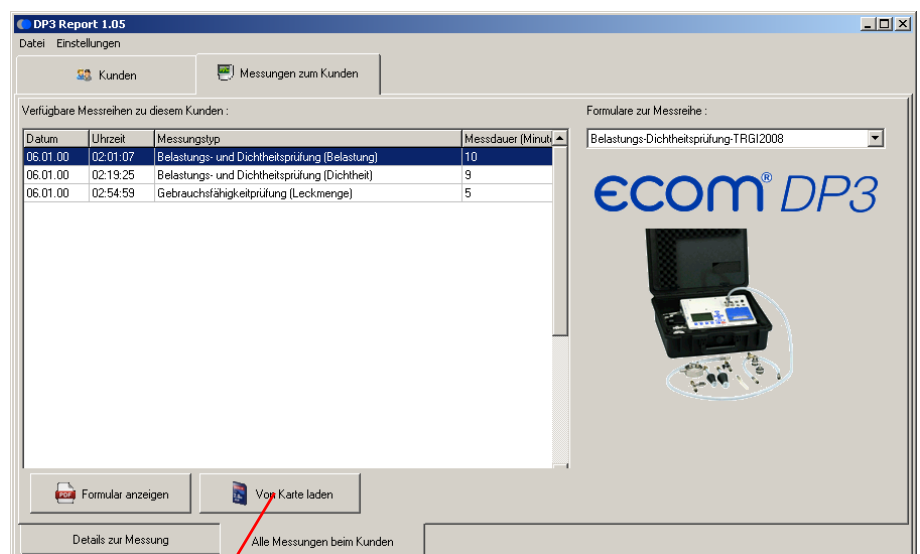 DP3 Report 1.05
Datei Einstellungen
Kunden
Messungen zum Kunden
Verfügbare Messreihen zu diesem Kunden :
Formulare zur Messreihe :
Datum Uhrzeit Messungstyp Messdauer (Minute
Belastungs-Dichtheitsprüfung-TRGI2008
06.01.00 02:01:07 Belastungs- und Dichtheitsprüfung (Belastung) 10
06.01.00 02:19:25 Belastungs- und Dichtheitsprüfung (Dichtheit) 9
06.01.00 02:54:59 Gebrauchsfähigkeitprüfung (Leckmenge) 5
ecom® DP3
Formular anzeigen
Von Karte laden
Details zur Messung
Alle Messungen beim Kunden